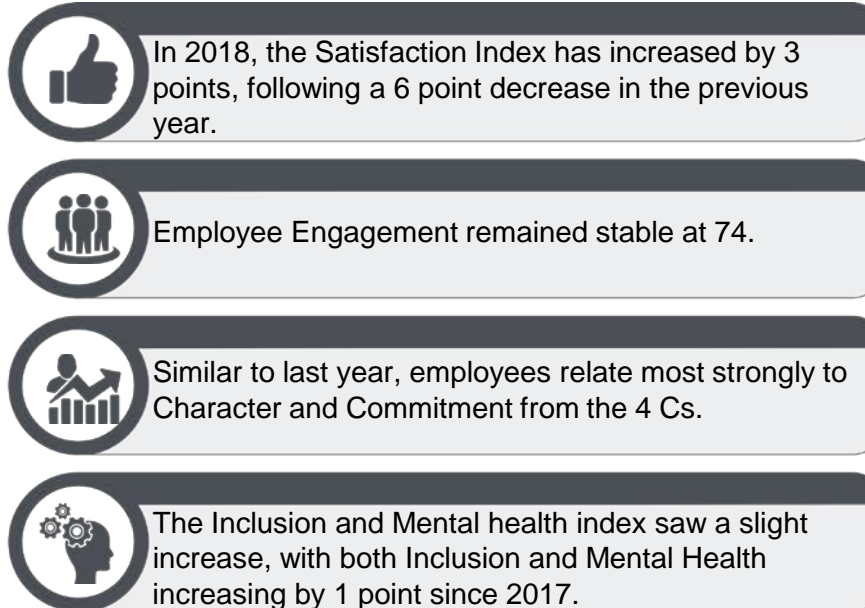 In 2018, the Satisfaction Index has increased by 3
points, following a 6 point decrease in the previous
year.
Employee Engagement remained stable at 74.
Similar to last year, employees relate most strongly to
Character and Commitment from the 4 Cs.
The Inclusion and Mental health index saw a slight
increase, with both Inclusion and Mental Health
increasing by 1 point since 2017.